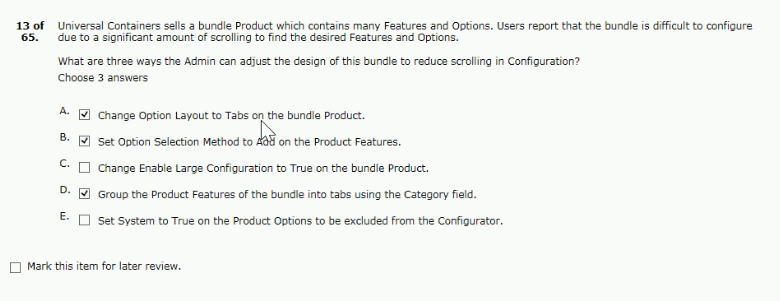 13 of Universal Containers sells a bundle Product which contains many Features and Options. Users report that the bundle is difficult to configure
65. due to a significant amount of scrolling to find the desired Features and Options.
What are three ways the Admin can adjust the design of this bundle to reduce scrolling in Configuration?
Choose 3 answers
A. Change Option Layout to Tabs on the bundle Product.
B. Set Option Selection Method to Add on the Product Features.
C. Change Enable Large Configuration to True on the bundle Product.
D. Group the Product Features of the bundle into tabs using the Category field.
E. Set System to True on the Product Options to be excluded from the Configurator.
Mark this item for later review.